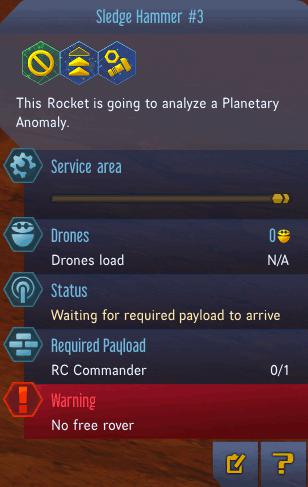 Sledge Hammer #3
This Rocket is going to analyze a Planetary
Anomaly.
Service area
Drones 0
Drones load N/A
Status
Waiting for required payload to arrive
Required Payload
RC Commander 0/1
Warning
No free rover